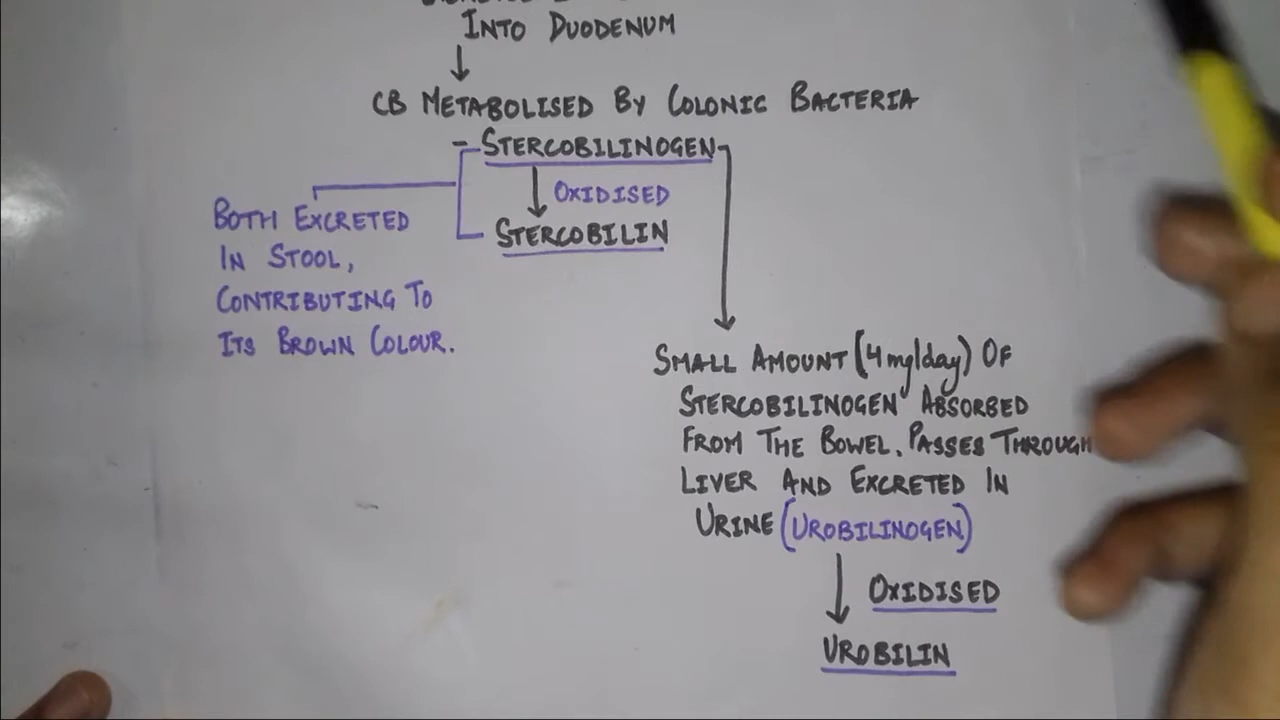 INTO DUODENUM
CB METABOLISED BY COLONIC BACTERIA
- STERCOBILINOGEN
OXIDISED
STERCOBILIN
BOTH EXCRETED
IN STOOL,
CONTRIBUTING TO
ITS BROWN COLOUR.
SMALL AMOUNT (4mg/day) OF
STERCOBILINOGEN ABSORBED
FROM THE BOWEL, PASSES THROUGH
LIVER AND EXCRETED IN
URINE (UROBILINOGEN)
OXIDISED
UROBILIN